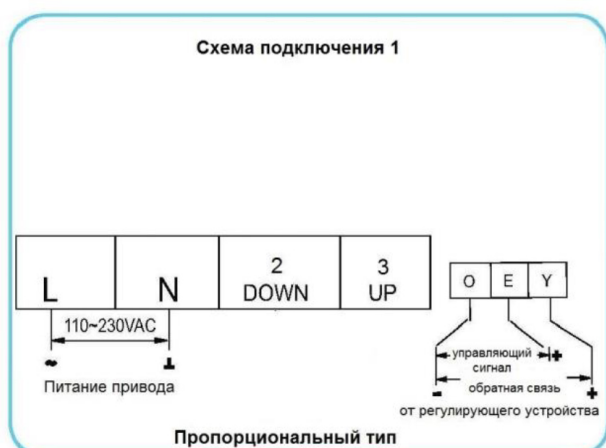 Схема подключения 1
L N 2 3 O E Y
DOWN UP
110~230VAC
~ ⊥
управляющий +
сигнал
Питание привода - обратная связь +
от регулирующего устройства
Пропорциональный тип